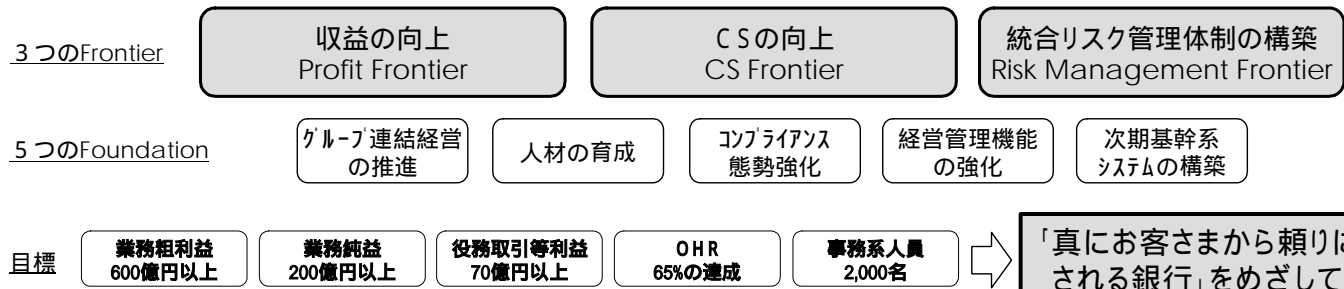 ３つのFrontier
収益の向上
Profit Frontier
ＣＳの向上
CS Frontier
統合リスク管理体制の構築
Risk Management Frontier
５つのFoundation
ｸﾞﾙｰﾌﾟ連結経営
の推進
人材の育成
ｺﾝﾌﾟﾗｲｱﾝｽ
態勢強化
経営管理機能
の強化
次期基幹系
ｼｽﾃﾑの構築
目標
業務粗利益
600億円以上
業務純益
200億円以上
役務取引等利益
70億円以上
OHR
65%の達成
事務系人員
2,000名
「真にお客さまから頼りに
される銀行」をめざして